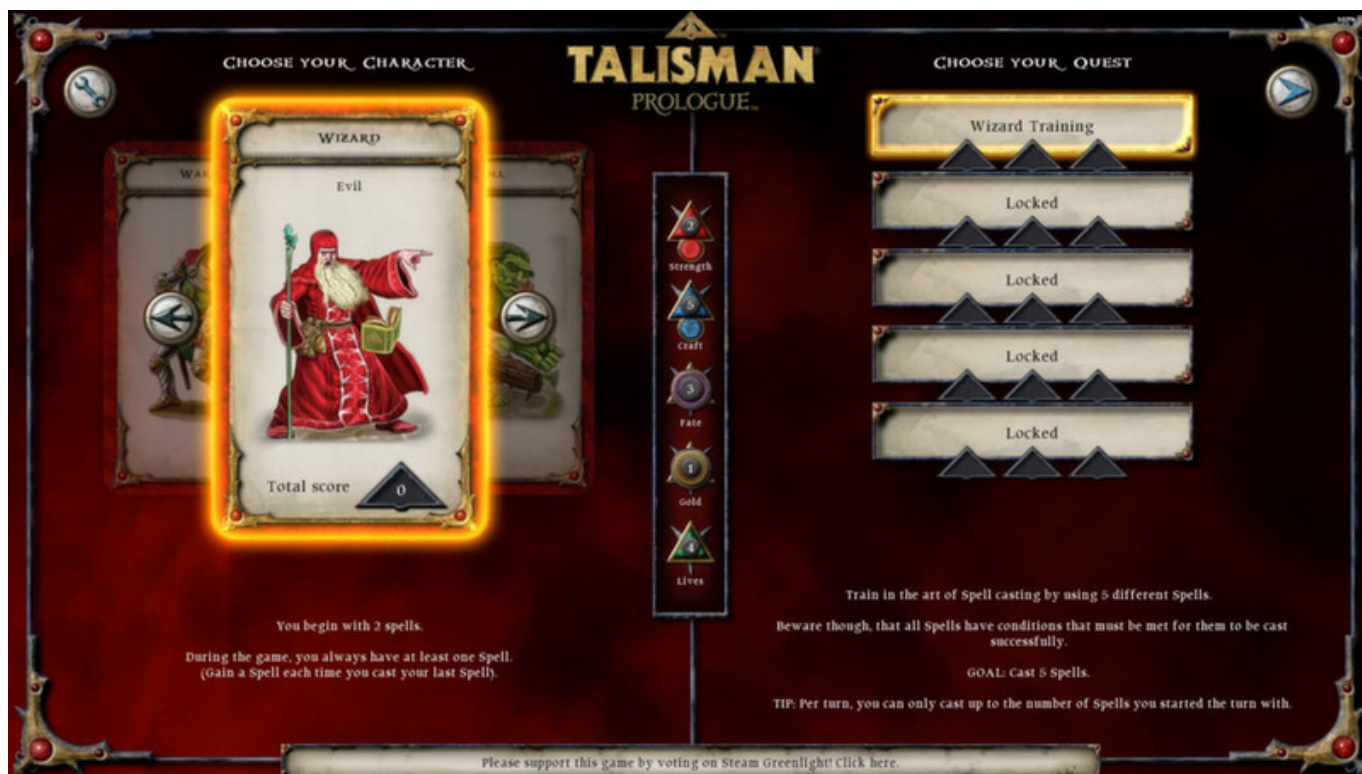 TALISMAN
PROLOGUE™
Choose your Character
Choose your Quest
Wizard
Evil
Total score 0
2
Strength
5
Craft
3
Fate
1
Gold
4
Lives
Wizard Training
Locked
Locked
Locked
Locked
You begin with 2 spells.
During the game, you always have at least one Spell.
(Gain a Spell each time you cast your last Spell).
Train in the art of Spell casting by using 5 different Spells.
Beware though, that all Spells have conditions that must be met for them to be cast
successfully.
GOAL: Cast 5 Spells.
TIP: Per turn, you can only cast up to the number of Spells you started the turn with.
Please support this game by voting on Steam Greenlight! Click here.